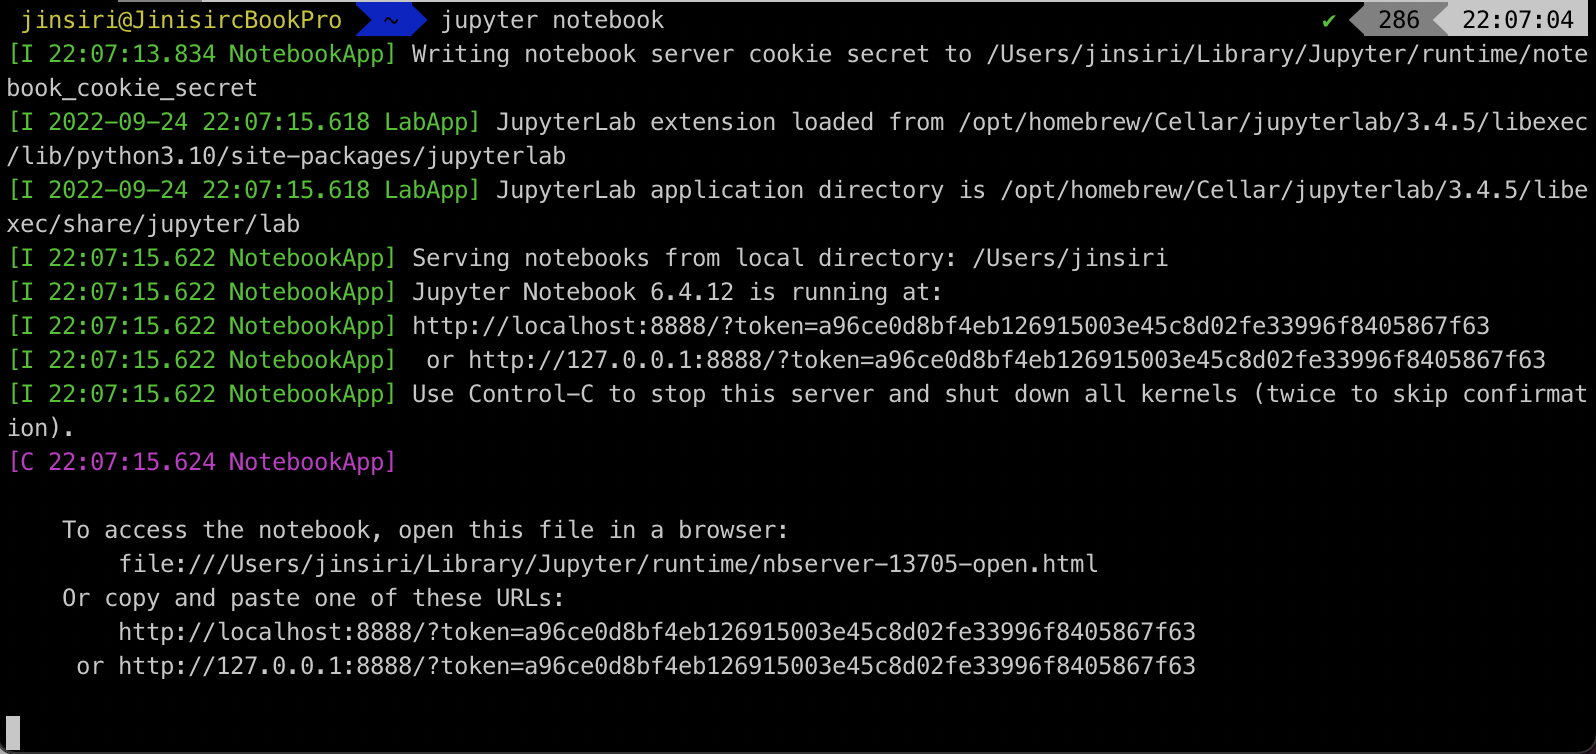 jinsiri@JinisircBookPro ~ jupyter notebook ✔ 286 22:07:04
[I 22:07:13.834 NotebookApp] Writing notebook server cookie secret to /Users/jinsiri/Library/Jupyter/runtime/note
book_cookie_secret
[I 2022-09-24 22:07:15.618 LabApp] JupyterLab extension loaded from /opt/homebrew/Cellar/jupyterlab/3.4.5/libexec
/lib/python3.10/site-packages/jupyterlab
[I 2022-09-24 22:07:15.618 LabApp] JupyterLab application directory is /opt/homebrew/Cellar/jupyterlab/3.4.5/libe
xec/share/jupyter/lab
[I 22:07:15.622 NotebookApp] Serving notebooks from local directory: /Users/jinsiri
[I 22:07:15.622 NotebookApp] Jupyter Notebook 6.4.12 is running at:
[I 22:07:15.622 NotebookApp] http://localhost:8888/?token=a96ce0d8bf4eb126915003e45c8d02fe33996f8405867f63
[I 22:07:15.622 NotebookApp]  or http://127.0.0.1:8888/?token=a96ce0d8bf4eb126915003e45c8d02fe33996f8405867f63
[I 22:07:15.622 NotebookApp] Use Control-C to stop this server and shut down all kernels (twice to skip confirmat
ion).
[C 22:07:15.624 NotebookApp]
    To access the notebook, open this file in a browser:
        file:///Users/jinsiri/Library/Jupyter/runtime/nbserver-13705-open.html
    Or copy and paste one of these URLs:
        http://localhost:8888/?token=a96ce0d8bf4eb126915003e45c8d02fe33996f8405867f63
     or http://127.0.0.1:8888/?token=a96ce0d8bf4eb126915003e45c8d02fe33996f8405867f63